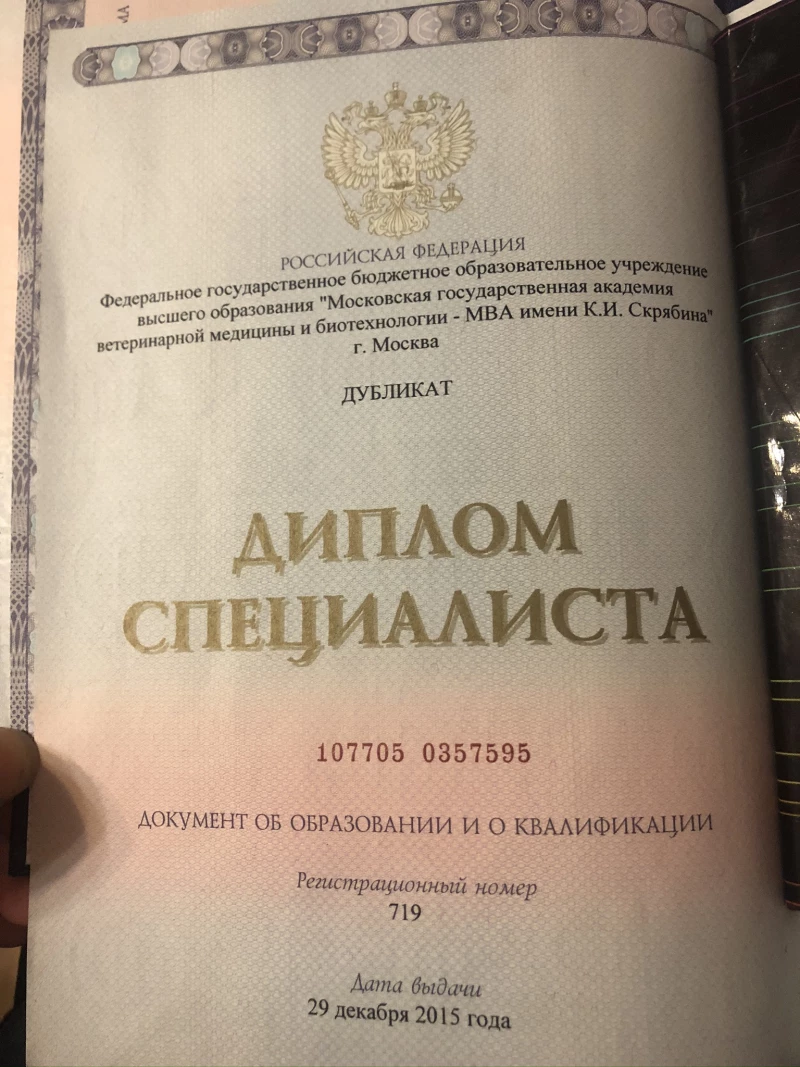 РОССИЙСКАЯ ФЕДЕРАЦИЯ
Федеральное государственное бюджетное образовательное учреждение
высшего образования "Московская государственная академия
ветеринарной медицины и биотехнологии - МВА имени К.И. Скрябина"
г. Москва
ДУБЛИКАТ
ДИПЛОМ
СПЕЦИАЛИСТА
107705 0357595
ДОКУМЕНТ ОБ ОБРАЗОВАНИИ И О КВАЛИФИКАЦИИ
Регистрационный номер
719
Дата выдачи
29 декабря 2015 года